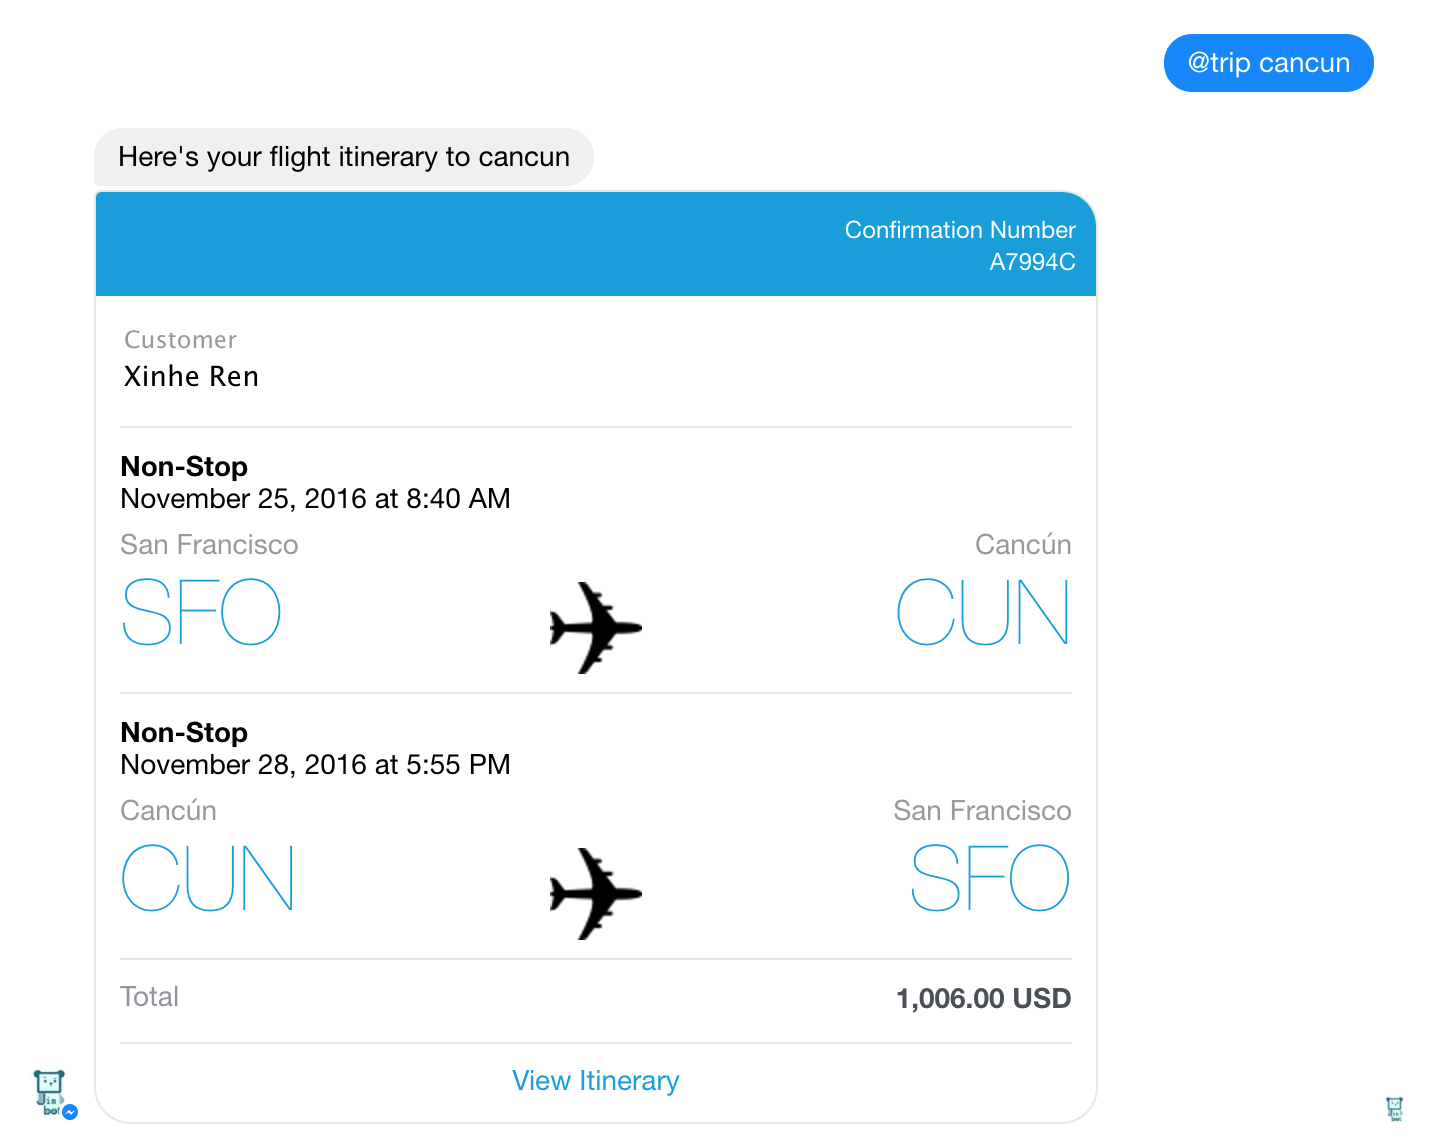 @trip cancun
Here's your flight itinerary to cancun
Confirmation Number
A7994C
Customer
Xinhe Ren
Non-Stop
November 25, 2016 at 8:40 AM
San Francisco Cancún
SFO CUN
Non-Stop
November 28, 2016 at 5:55 PM
Cancún San Francisco
CUN SFO
Total 1,006.00 USD
View Itinerary
Jin
bot